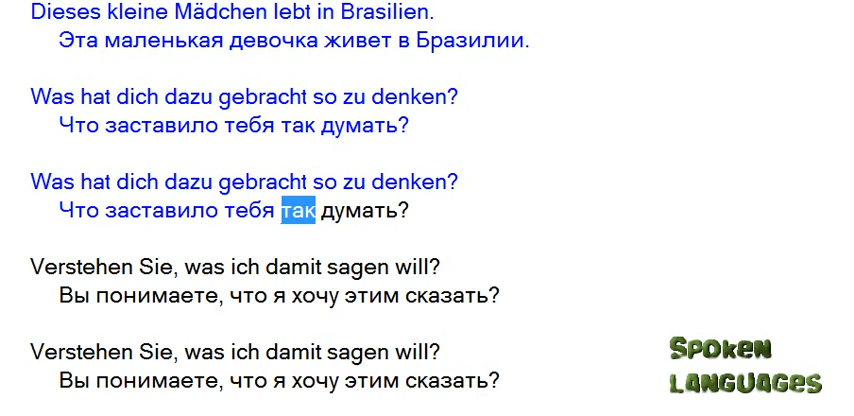 Dieses kleine Mädchen lebt in Brasilien.
Эта маленькая девочка живет в Бразилии.
Was hat dich dazu gebracht so zu denken?
Что заставило тебя так думать?
Was hat dich dazu gebracht so zu denken?
Что заставило тебя так думать?
Verstehen Sie, was ich damit sagen will?
Вы понимаете, что я хочу этим сказать?
Verstehen Sie, was ich damit sagen will?
Вы понимаете, что я хочу этим сказать?
Spoken
Languages